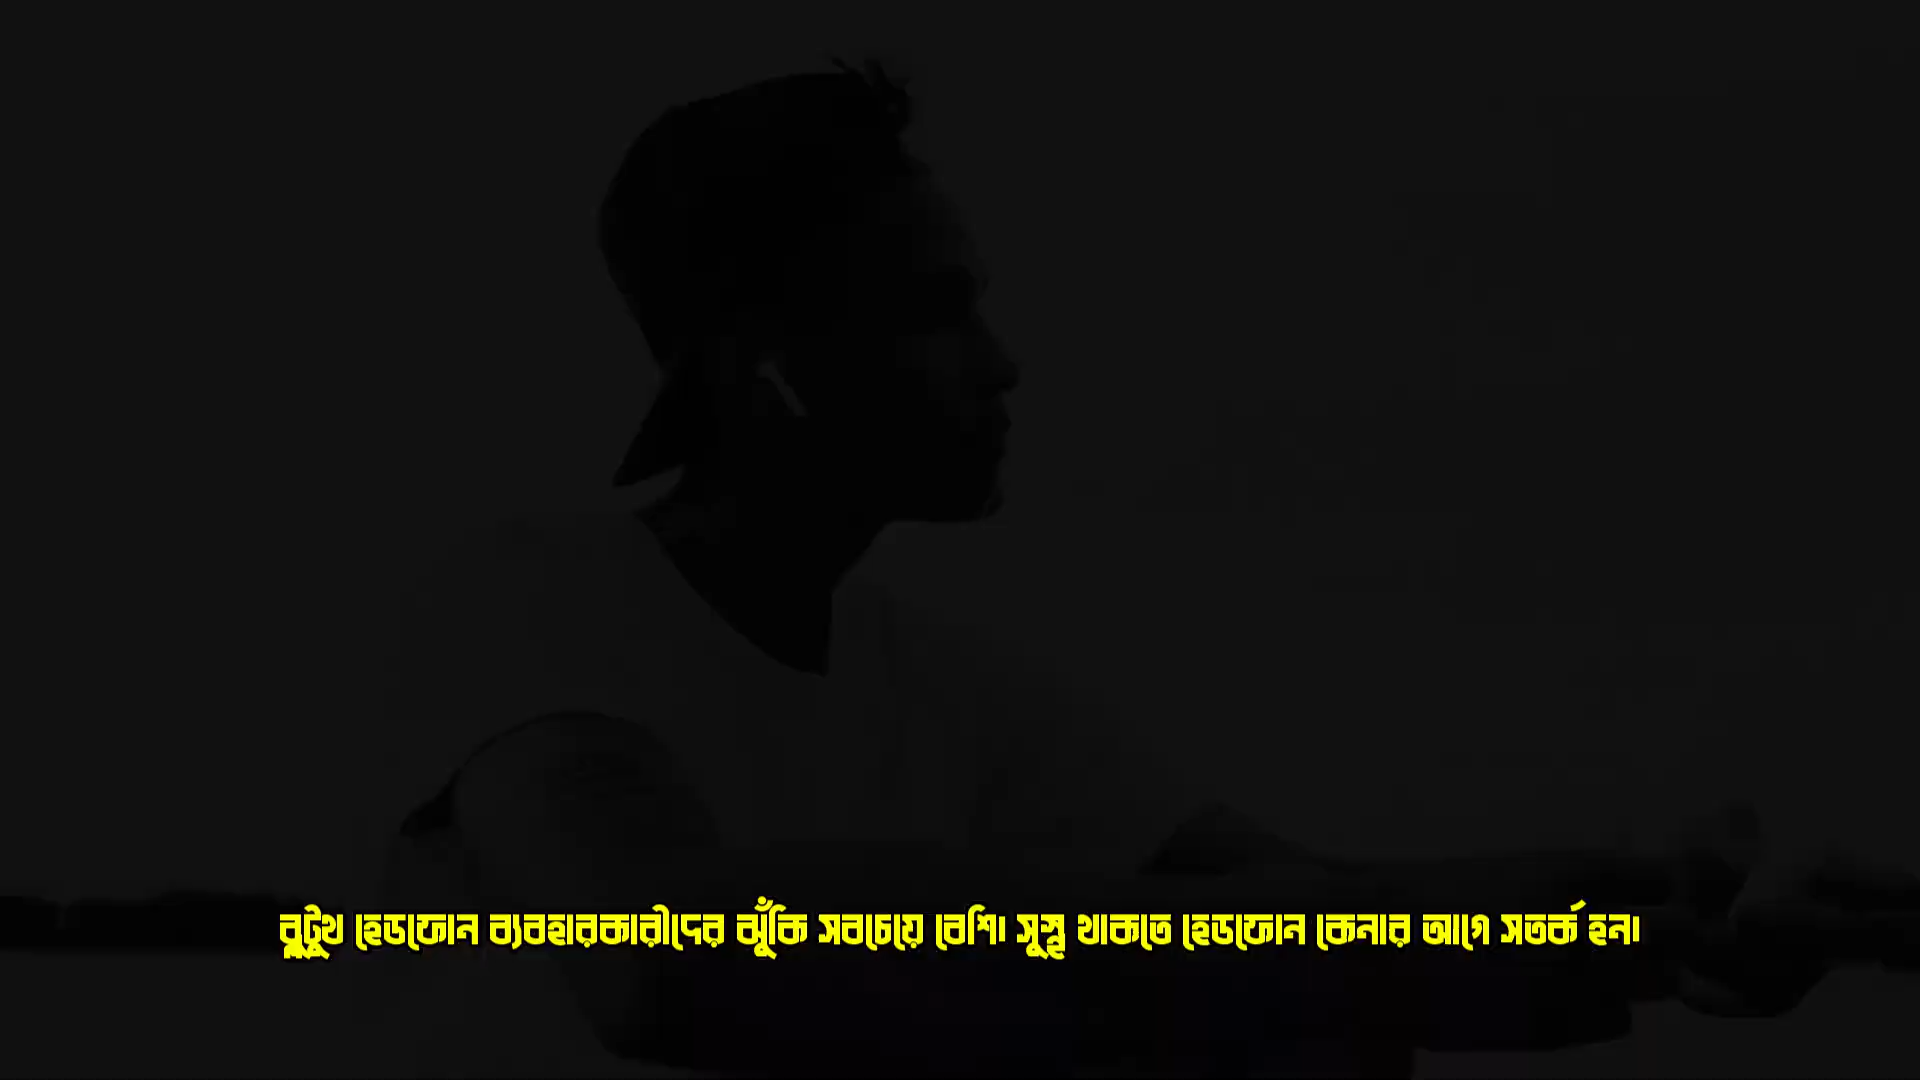 ব্লুটুথ হেডফোন ব্যবহারকারীদের ঝুঁকি সবচেয়ে বেশি। সুস্থ থাকতে হেডফোন কেনার আগে সতর্ক হন।